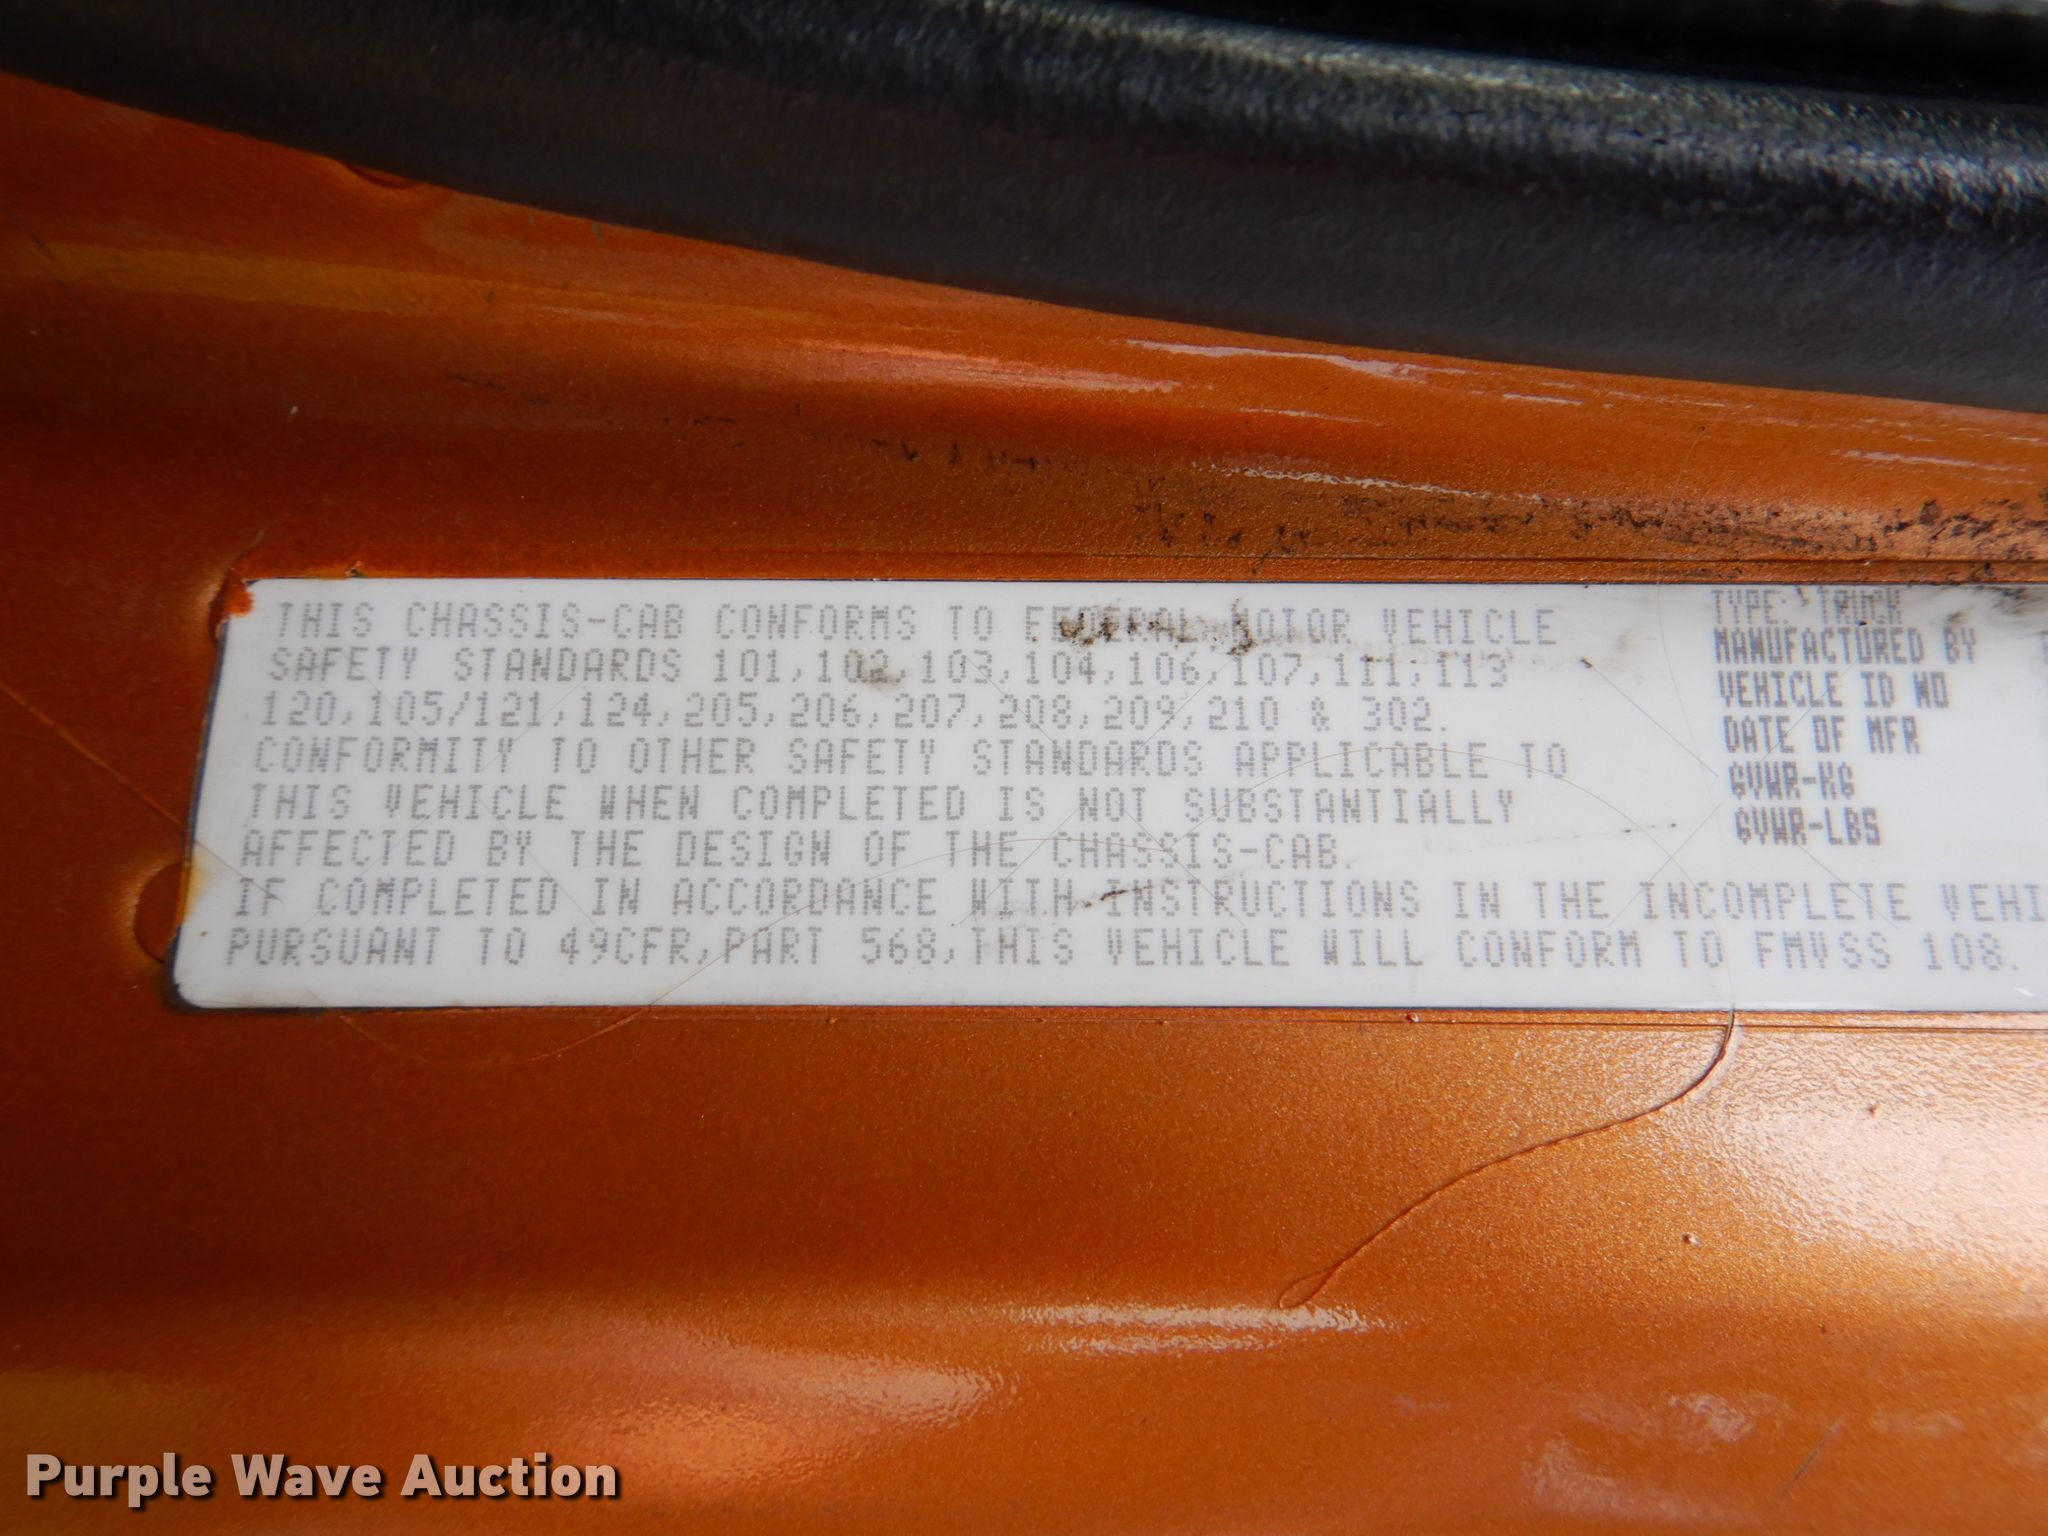 THIS CHASSIS-CAB CONFORMS TO FEDERAL MOTOR VEHICLE
SAFETY STANDARDS 101,102,103,104,106,107,111,113
120,105/121,124,205,206,207,208,209,210 & 302.
CONFORMITY TO OTHER SAFETY STANDARDS APPLICABLE TO
THIS VEHICLE WHEN COMPLETED IS NOT SUBSTANTIALLY
AFFECTED BY THE DESIGN OF THE CHASSIS-CAB.
IF COMPLETED IN ACCORDANCE WITH INSTRUCTIONS IN THE INCOMPLETE VEHI
PURSUANT TO 49CFR,PART 568,THIS VEHICLE WILL CONFORM TO FMVSS 108.
TYPE: TRUCK
MANUFACTURED BY
VEHICLE ID NO
DATE OF MFR
GVWR-KG
GVWR-LBS
Purple Wave Auction